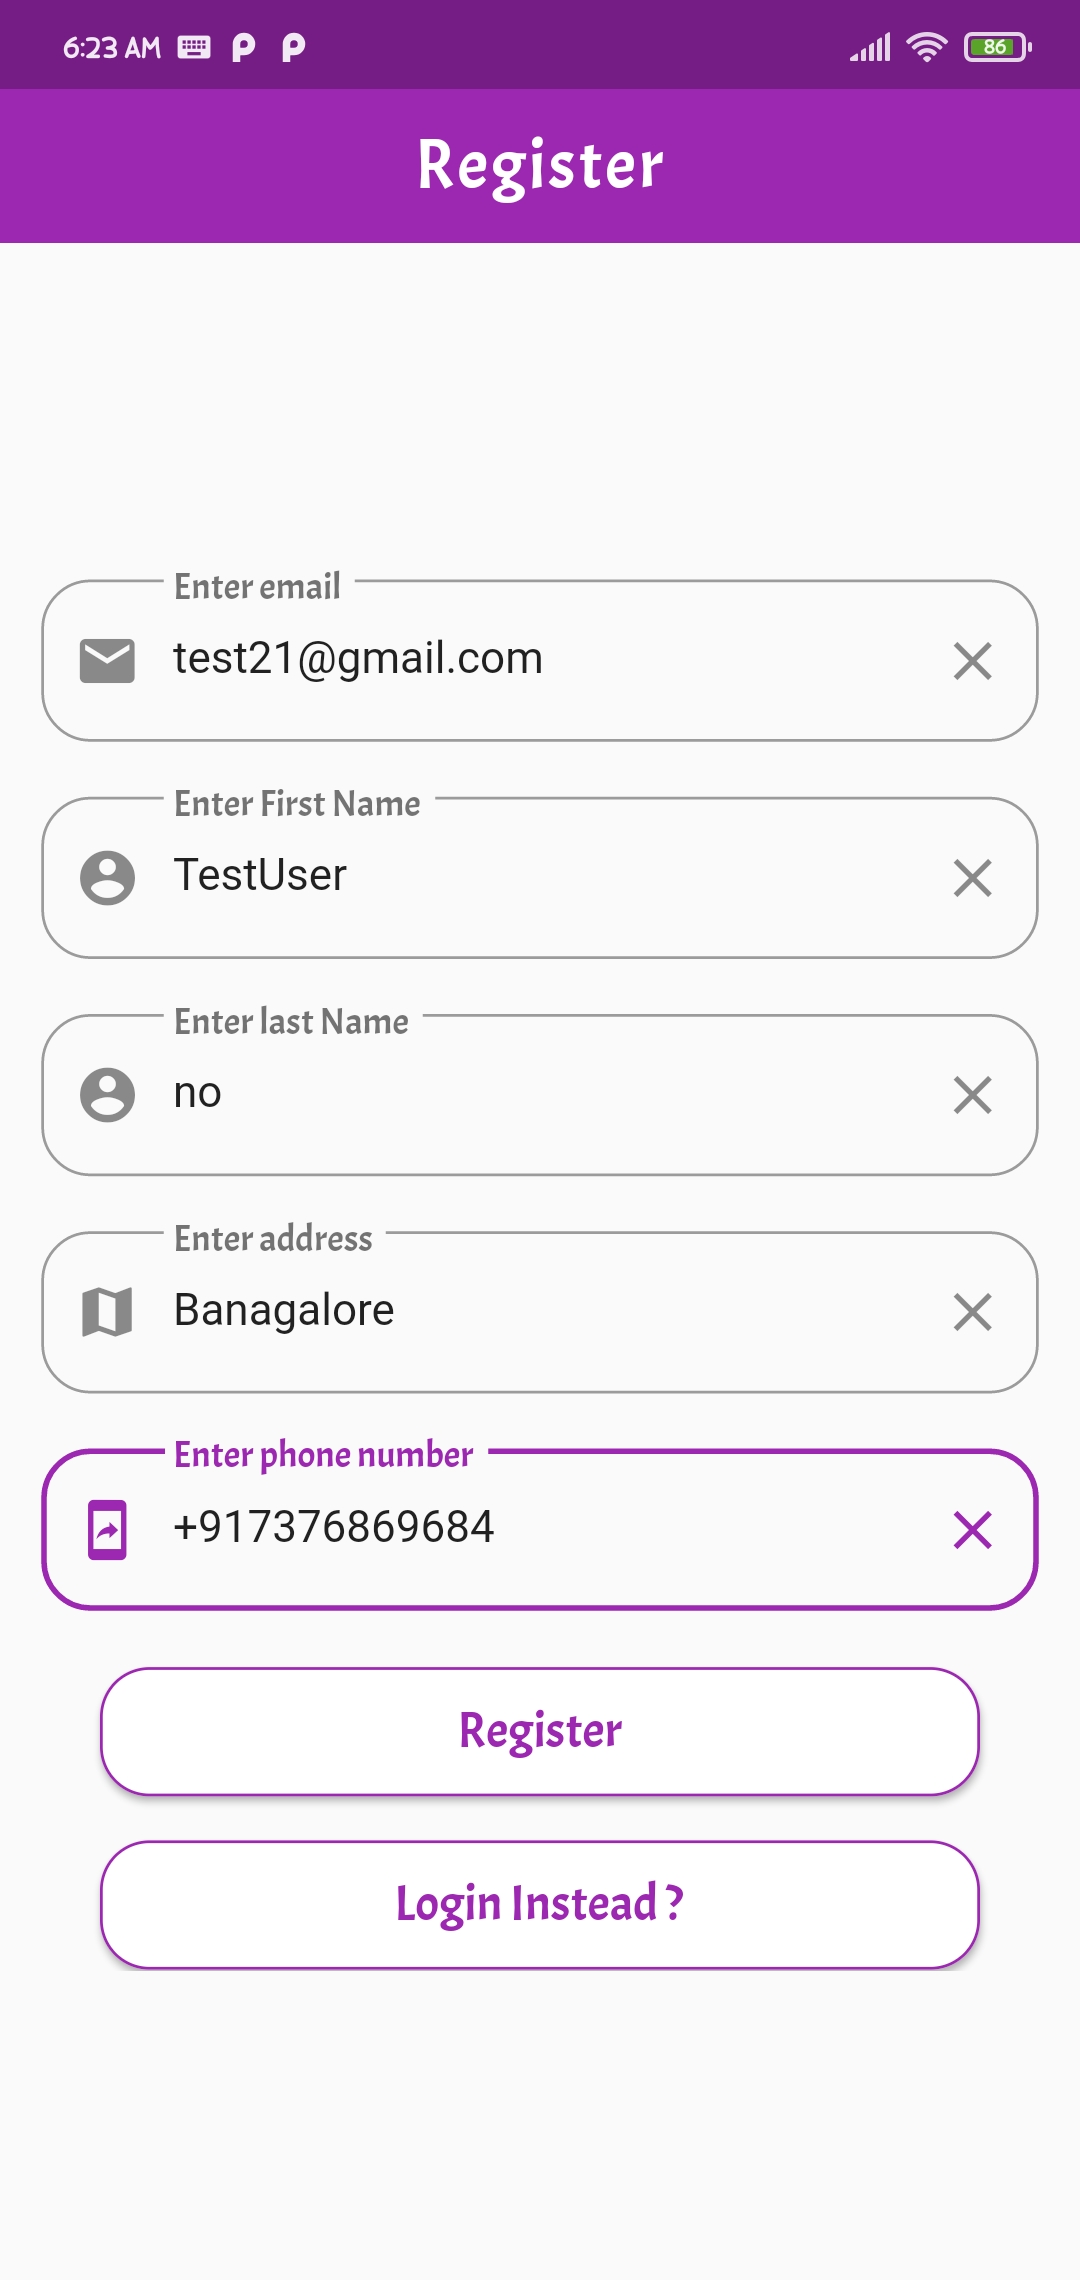 6:23 AM
86
Register
Enter email
test21@gmail.com
Enter First Name
TestUser
Enter last Name
no
Enter address
Banagalore
Enter phone number
+917376869684
Register
Login Instead ?